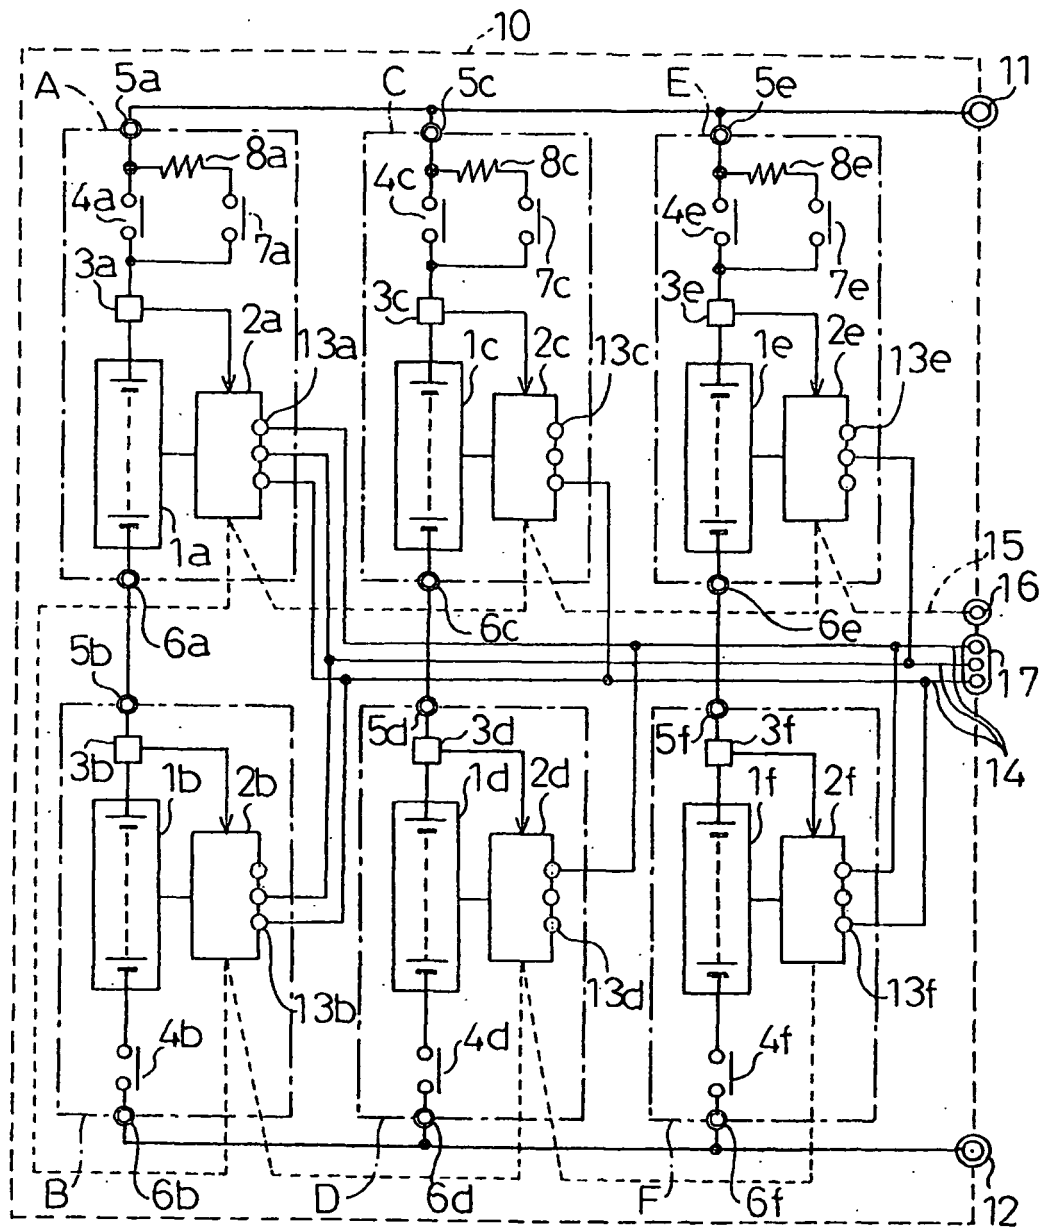 10
A 5a C 5c E 5e 11
8a 8c 8e
4a 4c 4e
7a 7c 7e
3a 3c 3e
2a 13a 1c 2c 13c 1e 2e 13e
1a 15
16
6a 6c 6e
5b 17
5d 3d 5f 3f
3b 1b 2b 1d 2d 1f 2f 14
13b 13d 13f
4b 4d 4f
B 6b D 6d F 6f 12